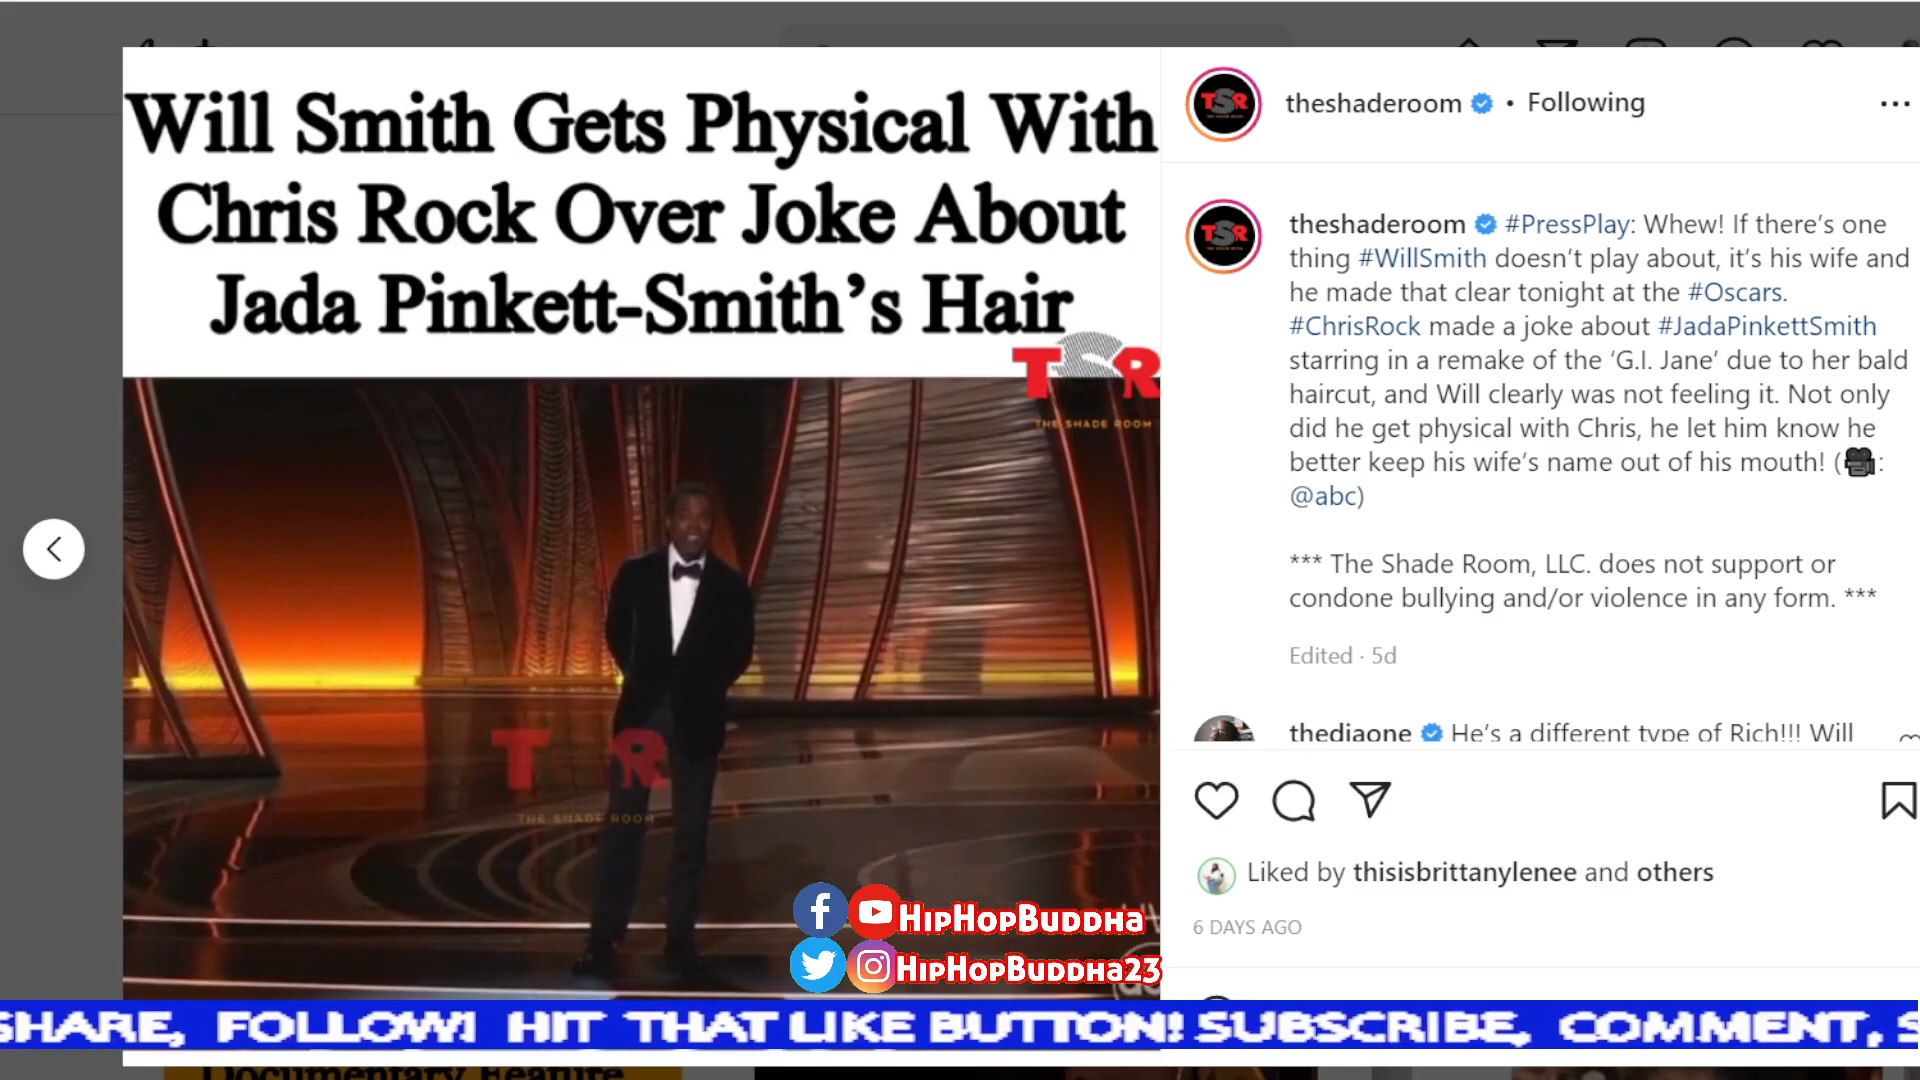 Will Smith Gets Physical With
Chris Rock Over Joke About
Jada Pinkett-Smith's Hair
TSR
THE SHADE ROOM
T R
THE SHADE ROOM
HipHopBuddha
HipHopBuddha23
TSR
theshaderoom • Following
TSR
theshaderoom #PressPlay: Whew! If there's one
thing #WillSmith doesn't play about, it's his wife and
he made that clear tonight at the #Oscars.
#ChrisRock made a joke about #JadaPinkettSmith
starring in a remake of the 'G.I. Jane' due to her bald
haircut, and Will clearly was not feeling it. Not only
did he get physical with Chris, he let him know he
better keep his wife's name out of his mouth! (🎥:
@abc)
*** The Shade Room, LLC. does not support or
condone bullying and/or violence in any form. ***
Edited · 5d
thediaone He's a different type of Rich!!! Will
Liked by thisisbrittanylenee and others
6 DAYS AGO
SHARE, FOLLOW! HIT THAT LIKE BUTTON! SUBSCRIBE, COMMENT, S
Documentary Feature